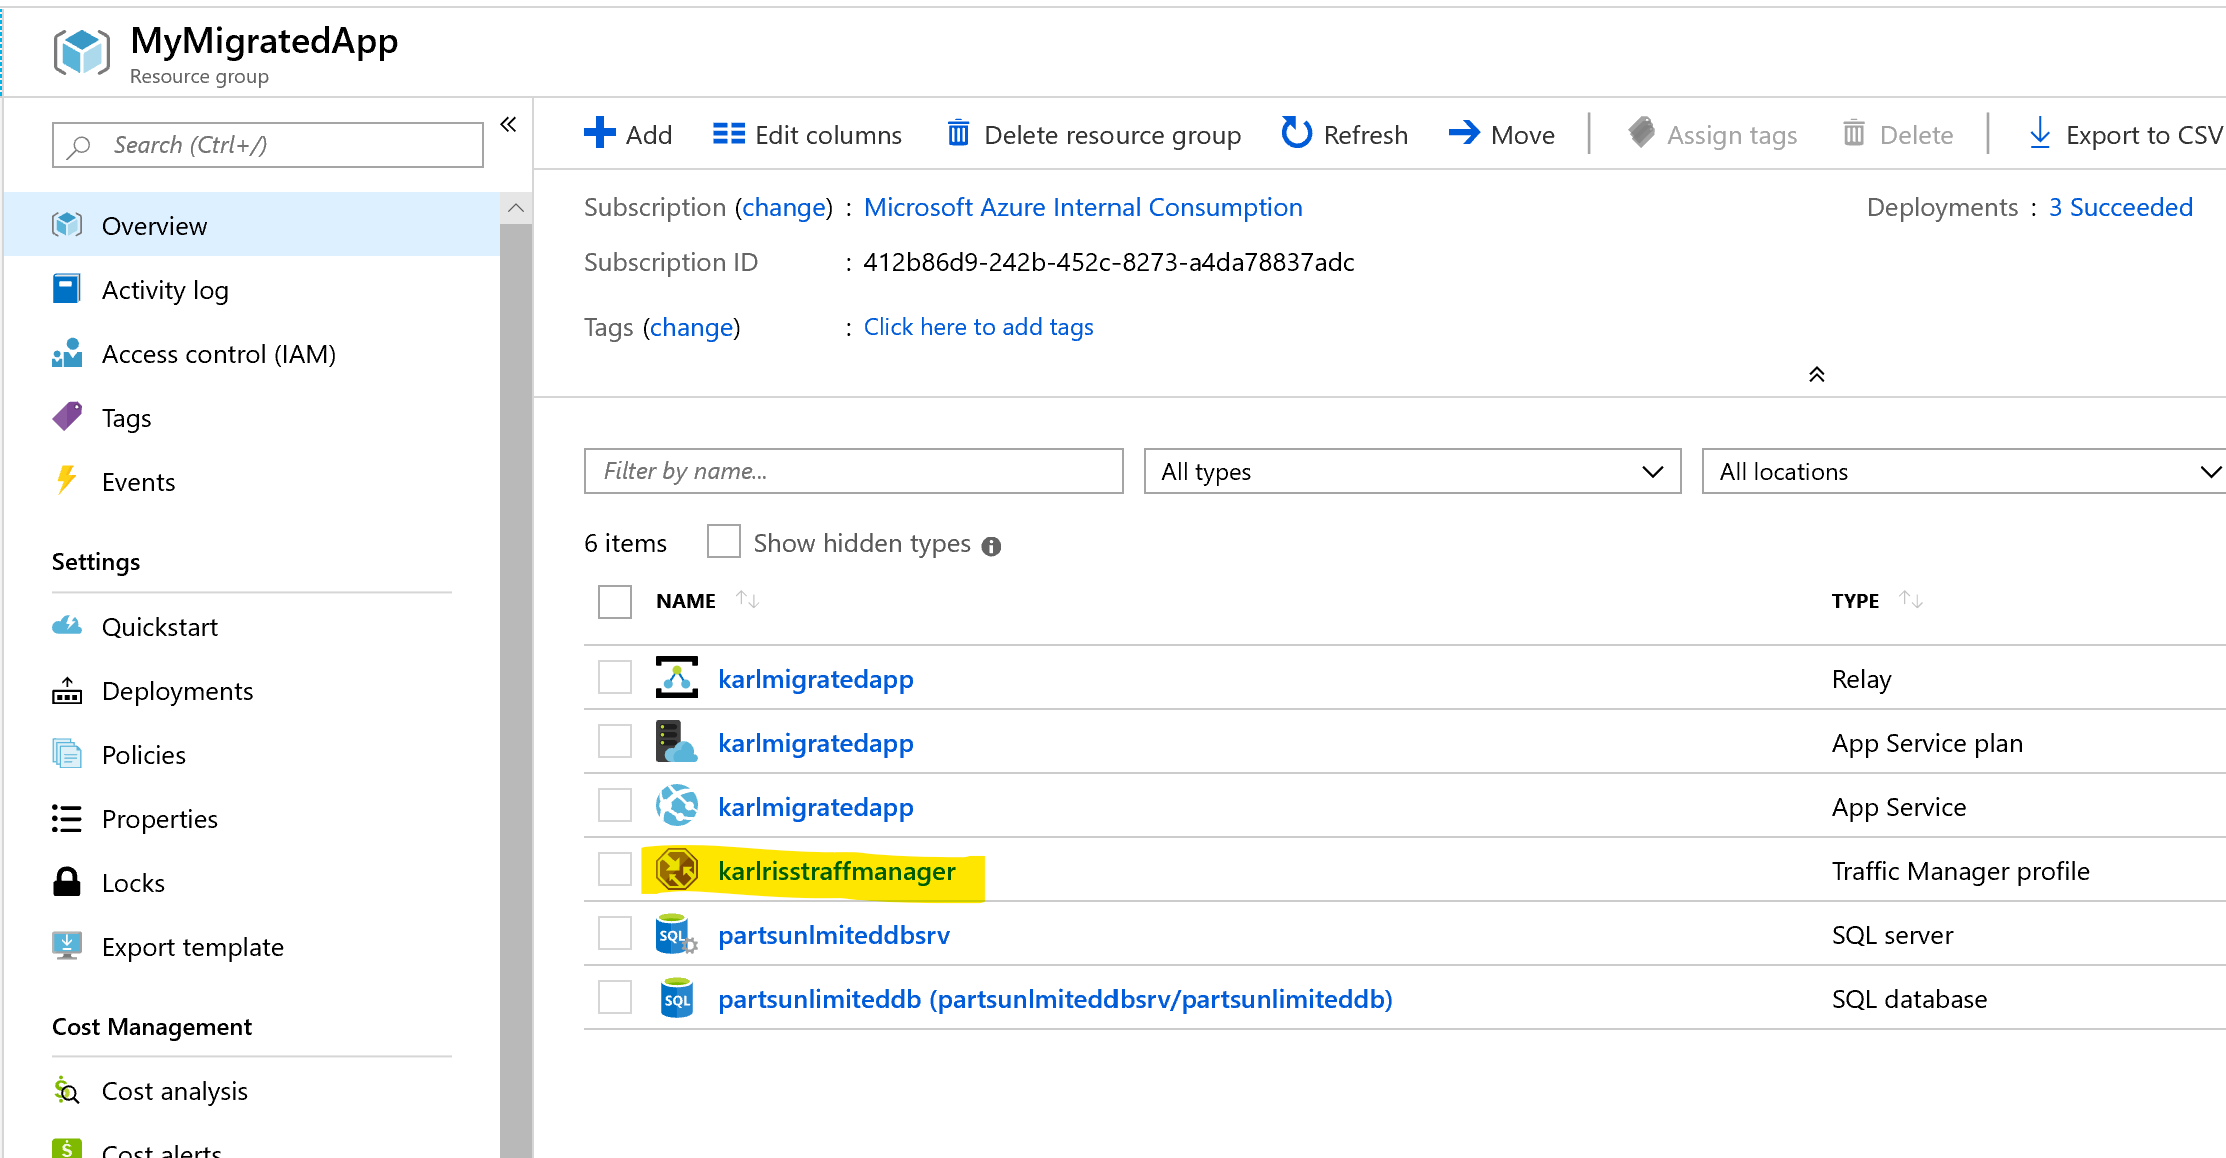 MyMigratedApp
Resource group
Search (Ctrl+/)
Overview
Activity log
Access control (IAM)
Tags
Events
Settings
Quickstart
Deployments
Policies
Properties
Locks
Export template
Cost Management
Cost analysis
Cost alerts
Add Edit columns Delete resource group Refresh Move Assign tags Delete Export to CSV
Subscription (change) : Microsoft Azure Internal Consumption Deployments : 3 Succeeded
Subscription ID : 412b86d9-242b-452c-8273-a4da78837adc
Tags (change) : Click here to add tags
Filter by name... All types All locations
6 items Show hidden types
NAME TYPE
karlmigratedapp Relay
karlmigratedapp App Service plan
karlmigratedapp App Service
karlrisstraffmanager Traffic Manager profile
SQL partsunlmiteddbsrv SQL server
SQL partsunlimiteddb (partsunlmiteddbsrv/partsunlimiteddb) SQL database